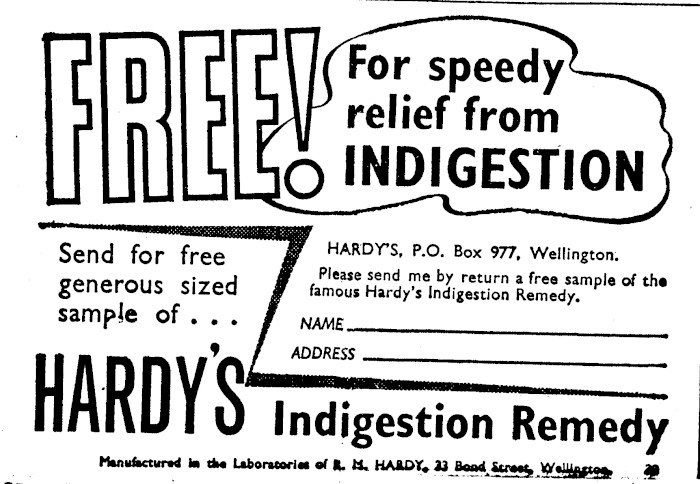 FREE!
For speedy
relief from
INDIGESTION
Send for free
generous sized
sample of . . .
HARDY'S, P.O. Box 977, Wellington.
Please send me by return a free sample of the
famous Hardy's Indigestion Remedy.
NAME
ADDRESS
HARDY'S Indigestion Remedy
Manufactured in the Laboratories of R. M. HARDY, 33 Bond Street, Wellington.